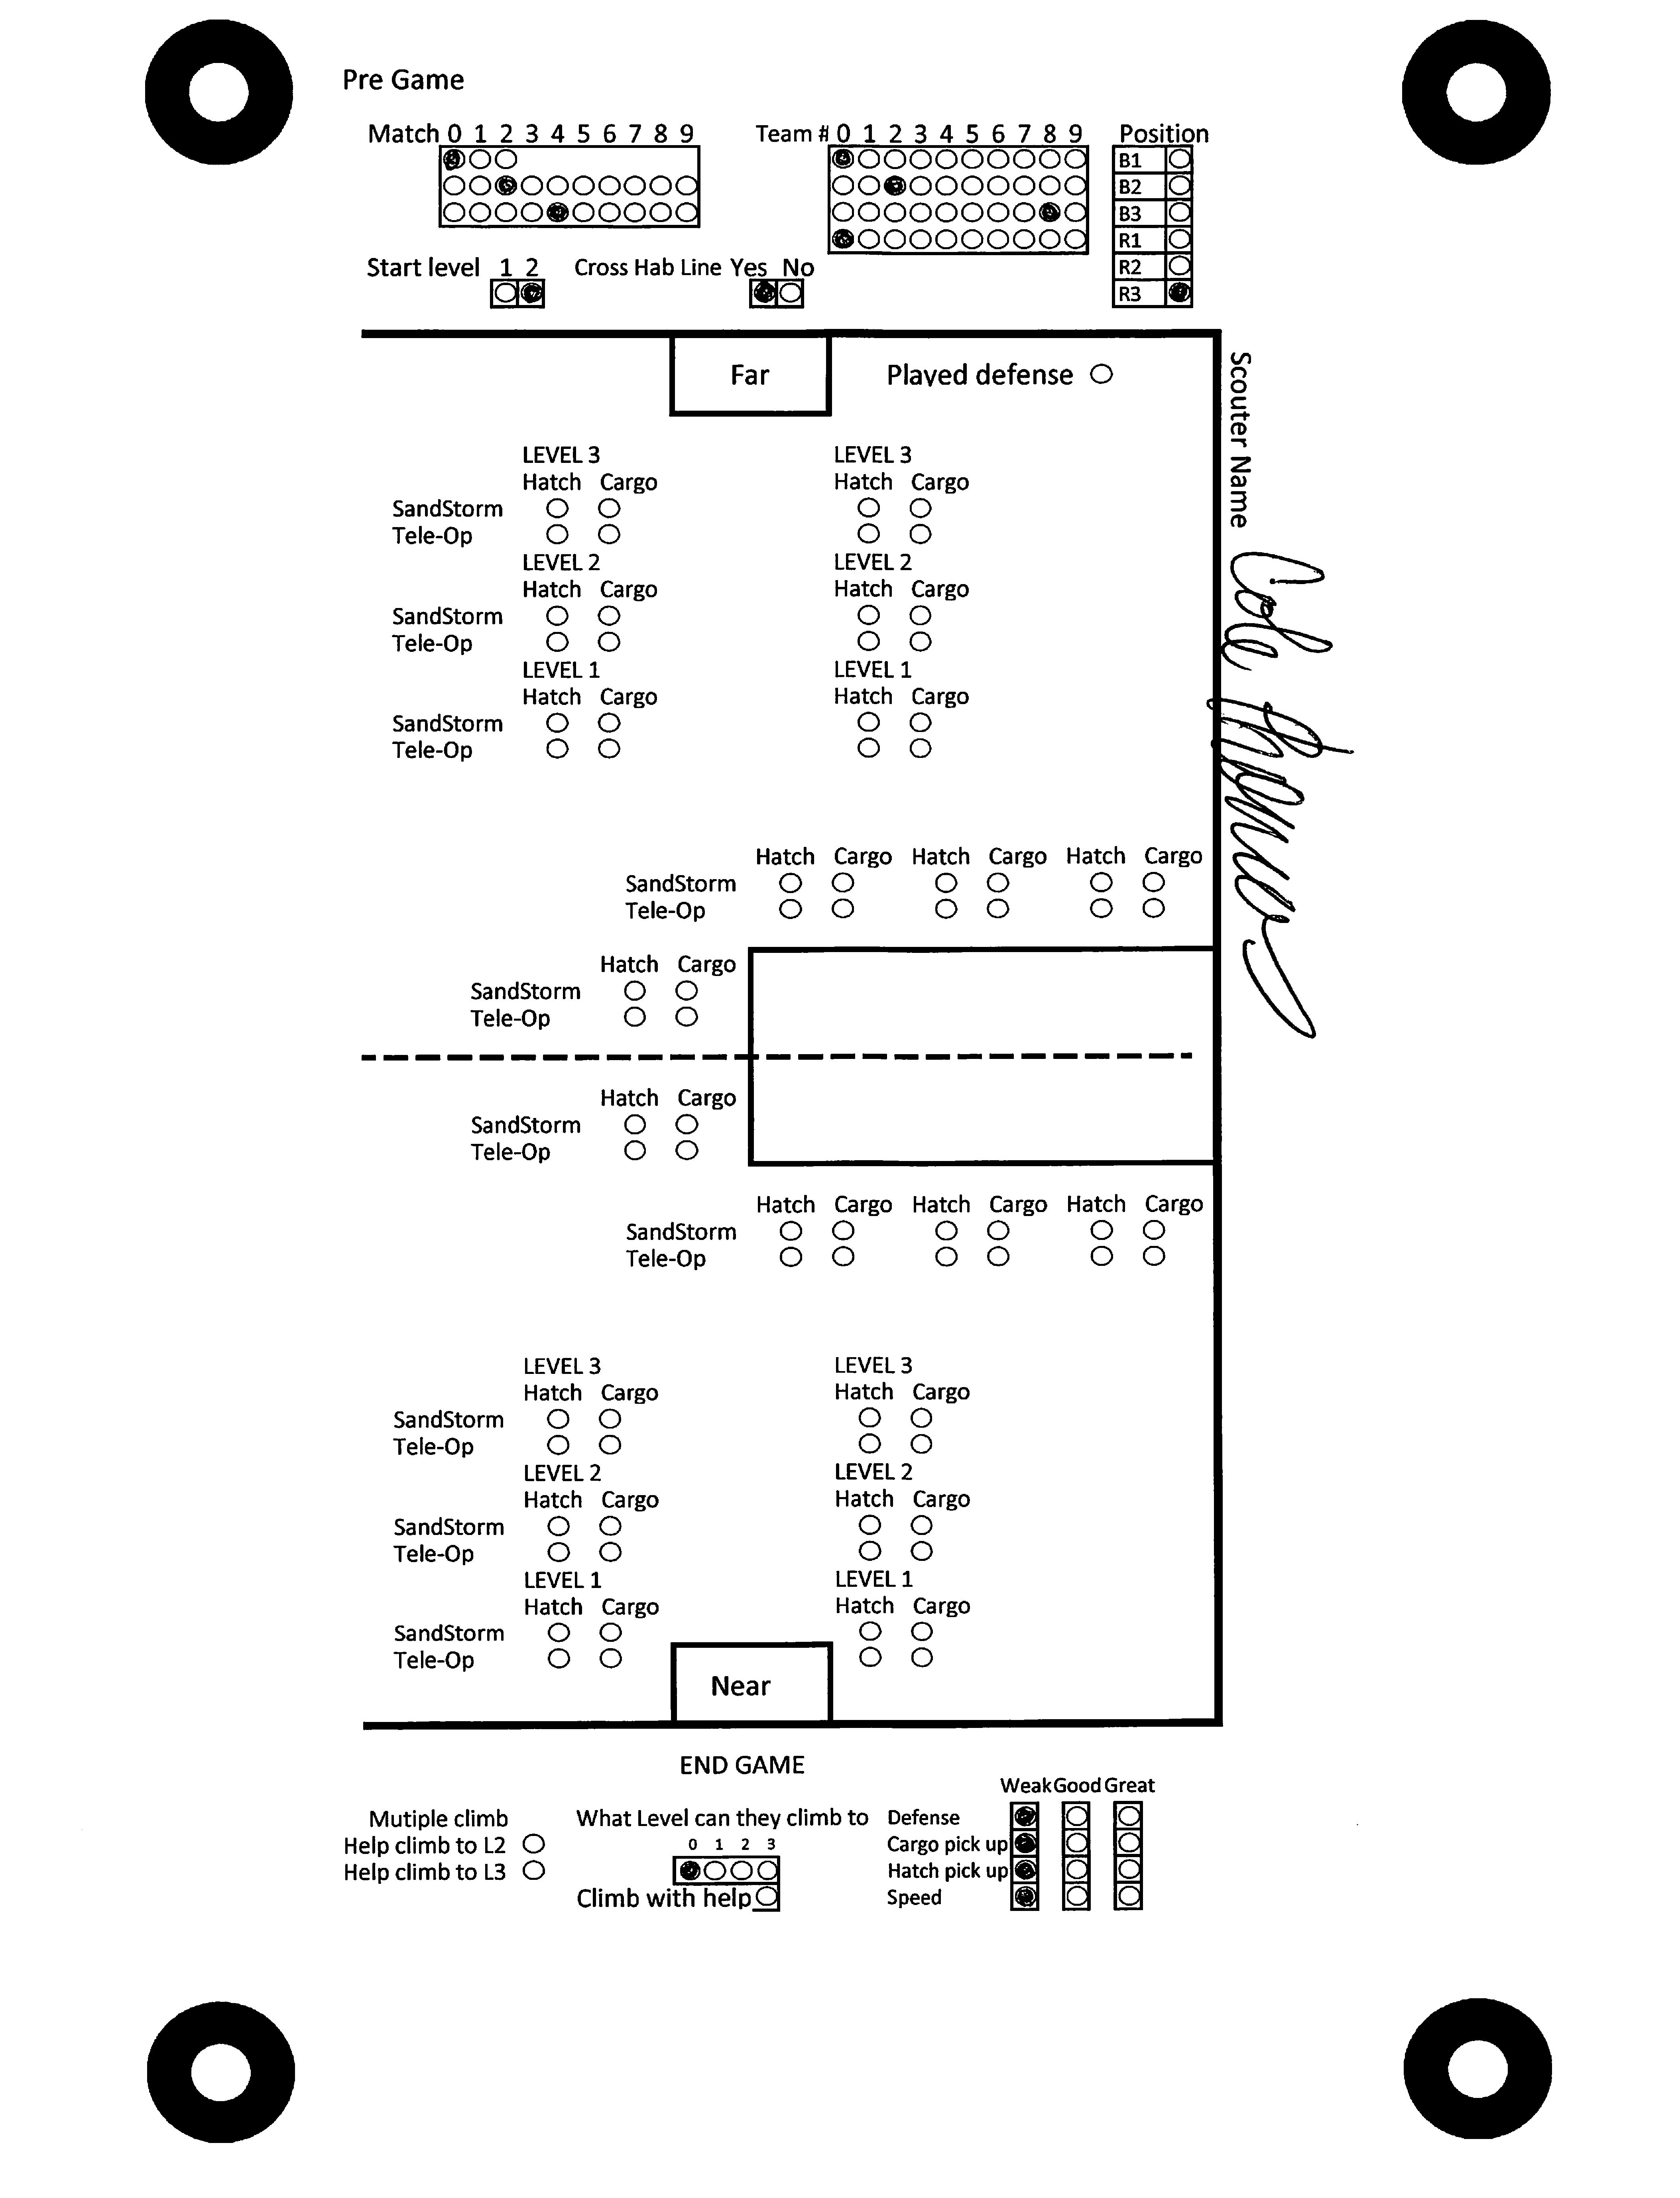 Pre Game
Match 0 1 2 3 4 5 6 7 8 9
Team # 0 1 2 3 4 5 6 7 8 9
Position
B1
B2
B3
R1
R2
R3
Start level 1 2
Cross Hab Line Yes No
Far
Played defense
Scouter Name
Cole
LEVEL 3 LEVEL 3
Hatch Cargo Hatch Cargo
SandStorm
Tele-Op
LEVEL 2 LEVEL 2
Hatch Cargo Hatch Cargo
SandStorm
Tele-Op
LEVEL 1 LEVEL 1
Hatch Cargo Hatch Cargo
SandStorm
Tele-Op
Hatch Cargo Hatch Cargo Hatch Cargo
SandStorm
Tele-Op
Hatch Cargo
SandStorm
Tele-Op
Hatch Cargo
SandStorm
Tele-Op
Hatch Cargo Hatch Cargo Hatch Cargo
SandStorm
Tele-Op
LEVEL 3 LEVEL 3
Hatch Cargo Hatch Cargo
SandStorm
Tele-Op
LEVEL 2 LEVEL 2
Hatch Cargo Hatch Cargo
SandStorm
Tele-Op
LEVEL 1 LEVEL 1
Hatch Cargo Hatch Cargo
SandStorm
Tele-Op
Near
END GAME
Mutiple climb
Help climb to L2
Help climb to L3
What Level can they climb to
0 1 2 3
Climb with help
Weak Good Great
Defense
Cargo pick up
Hatch pick up
Speed